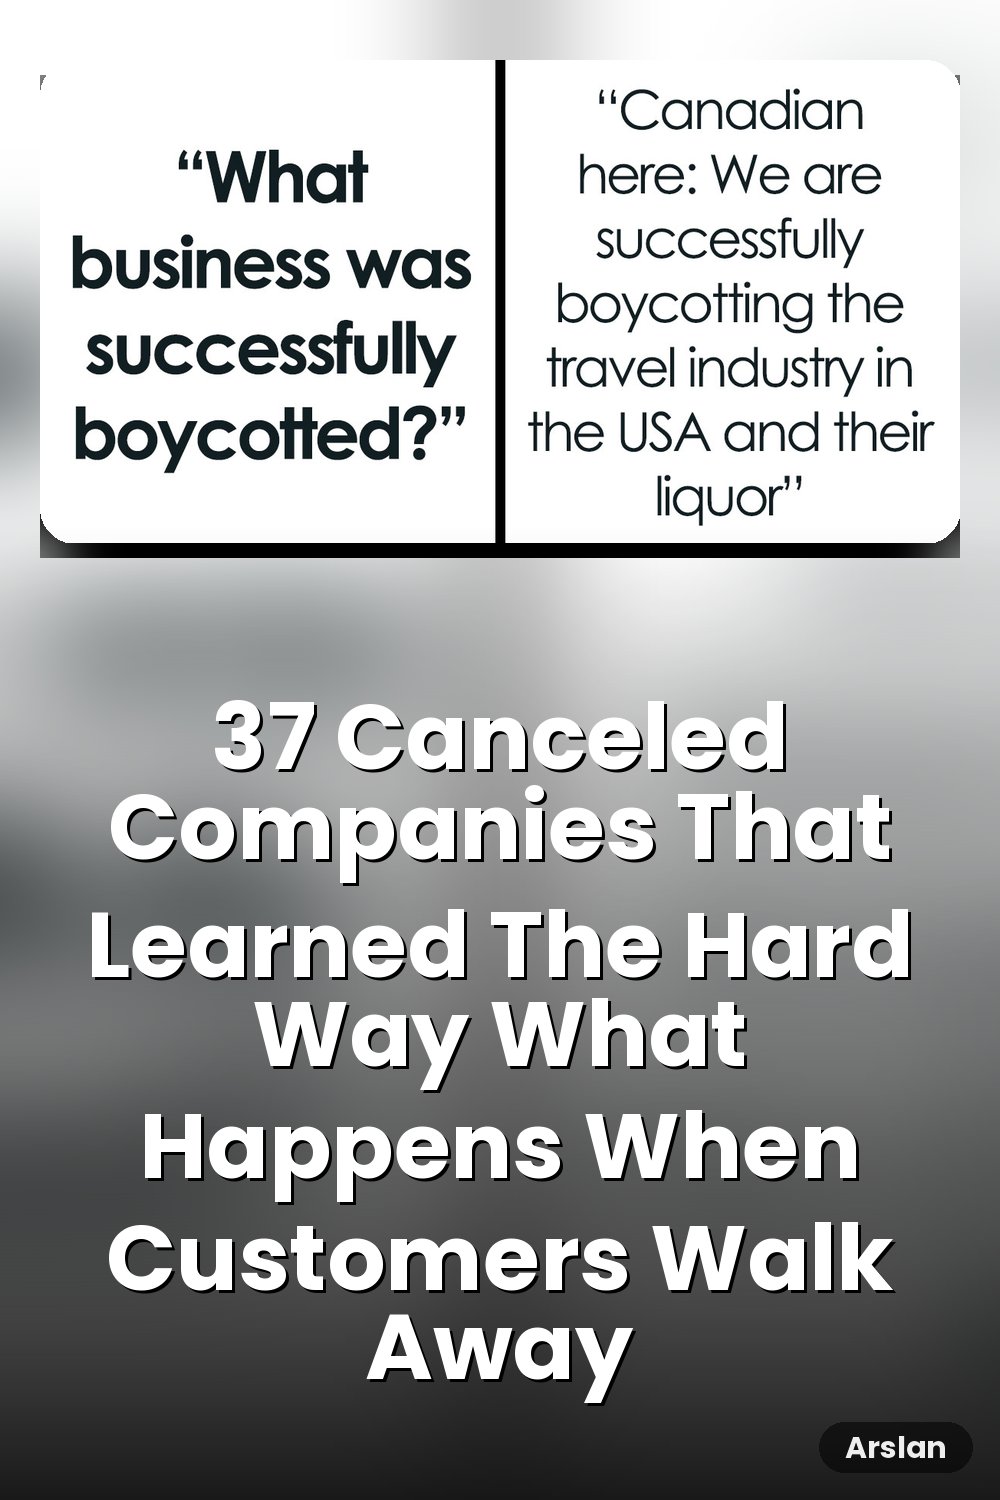 “What
business was
successfully
boycotted?”
“Canadian
here: We are
successfully
boycotting the
travel industry in
the USA and their
liquor”
37 Canceled
Companies That
Learned The Hard
Way What
Happens When
Customers Walk
Away
Arslan